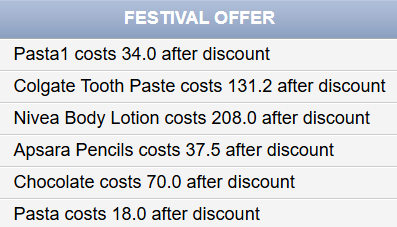 FESTIVAL OFFER
Pasta1 costs 34.0 after discount
Colgate Tooth Paste costs 131.2 after discount
Nivea Body Lotion costs 208.0 after discount
Apsara Pencils costs 37.5 after discount
Chocolate costs 70.0 after discount
Pasta costs 18.0 after discount